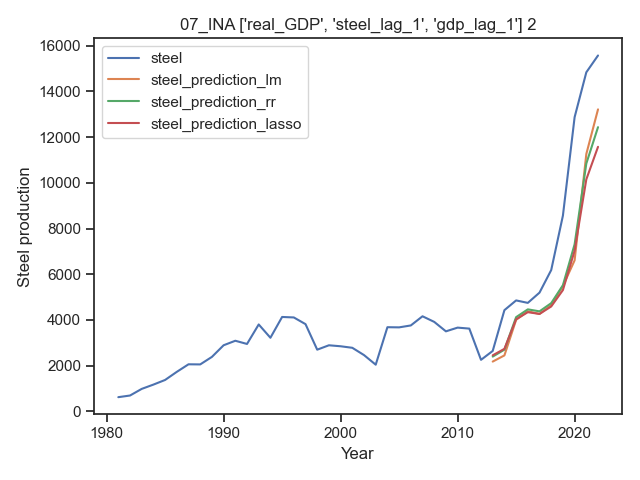 07_INA ['real_GDP', 'steel_lag_1', 'gdp_lag_1'] 2
steel
steel_prediction_lm
steel_prediction_rr
steel_prediction_lasso
Steel production
16000
14000
12000
10000
8000
6000
4000
2000
0
1980
1990
2000
2010
2020
Year